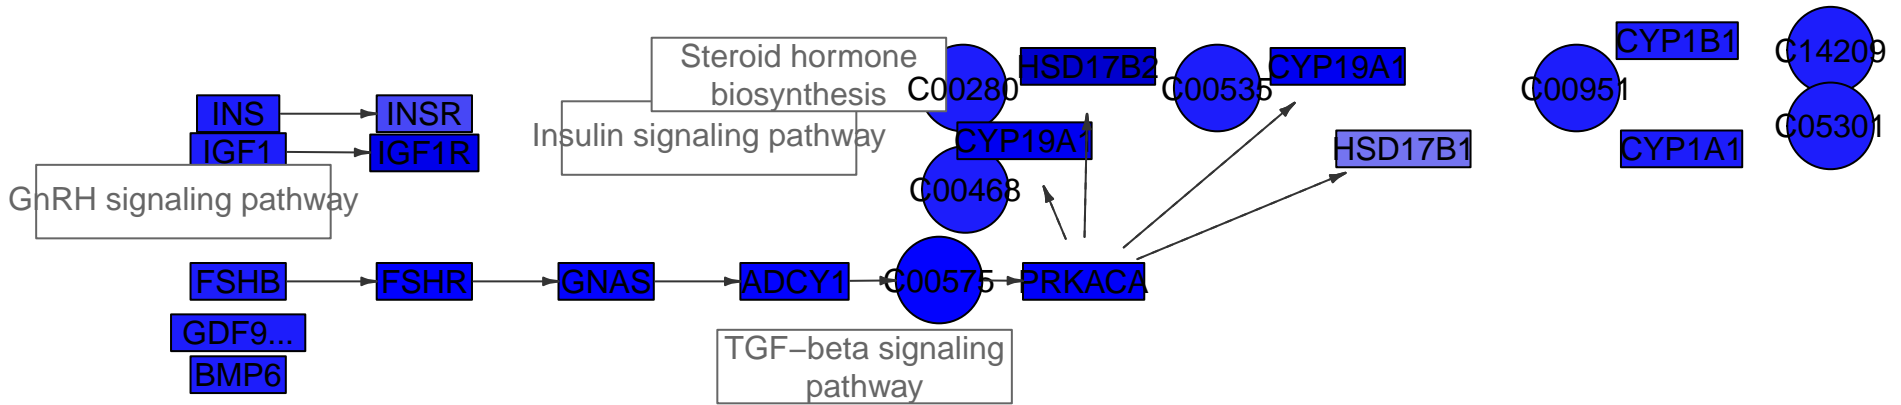 CYP1B1
C14209
Steroid hormone
biosynthesis
C00280
HSD17B2
C00535
CYP19A1
C00951
INS
INSR
C05301
Insulin signaling pathway
CYP19A1
IGF1
IGF1R
HSD17B1
CYP1A1
GnRH signaling pathway
C00468
FSHB
FSHR
GNAS
ADCY1
C00575
PRKACA
GDF9...
TGF−beta signaling
pathway
BMP6